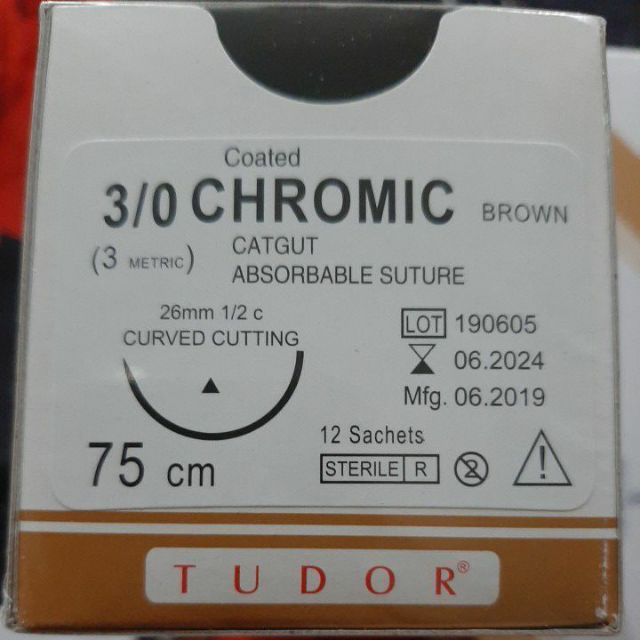 Coated
3/0 CHROMIC BROWN
(3 METRIC) CATGUT
ABSORBABLE SUTURE
26mm 1/2 c
CURVED CUTTING
LOT 190605
06.2024
Mfg. 06.2019
75 cm
12 Sachets
STERILE R
2
TUDOR®